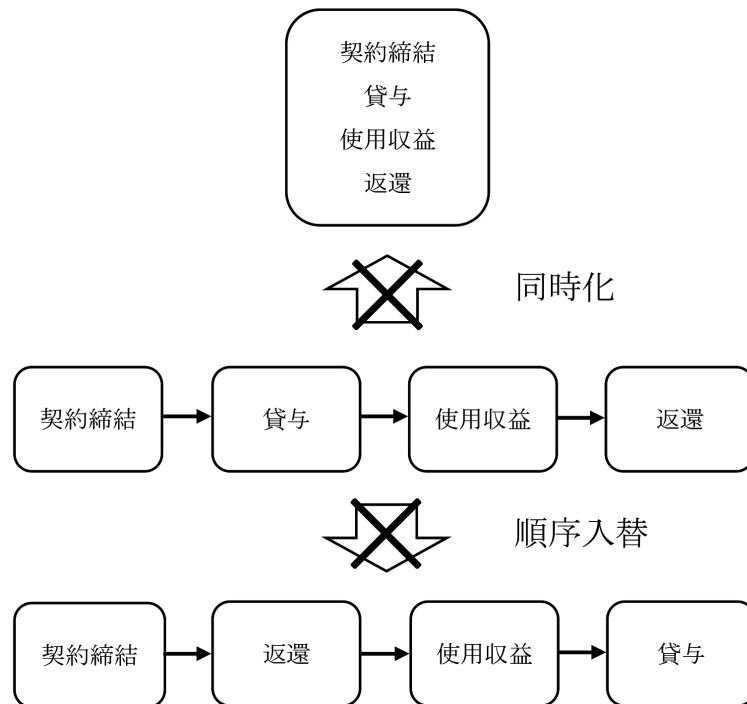 契約締結
貸与
使用収益
返還
同時化
契約締結
貸与
使用収益
返還
順序入替
契約締結
返還
使用収益
貸与